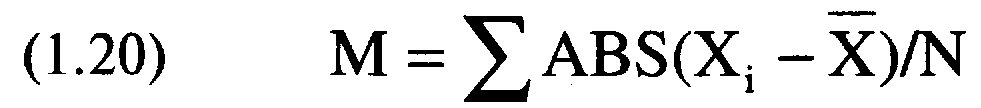 (1.20) M = ∑ABS(Xᵢ − X̅)/N